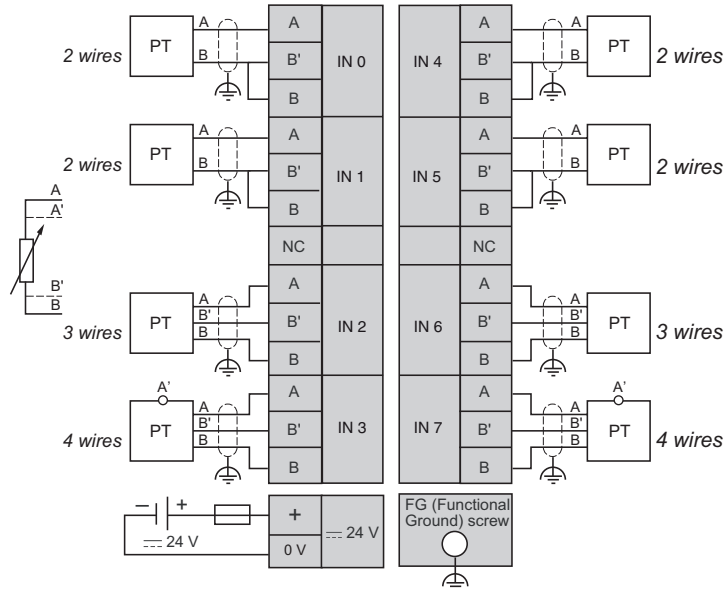 2 wires PT A B A B' B IN 0
IN 4 A B' B A B PT 2 wires
2 wires PT A B A B' B IN 1
IN 5 A B' B A B PT 2 wires
A
A'
B'
B
NC
NC
3 wires PT A B' B A B' B IN 2
IN 6 A B' B A B' B PT 3 wires
4 wires A' PT A B' B A B' B IN 3
IN 7 A B' B A B' B A' PT 4 wires
− + 24 V
+ 0 V 24 V
FG (Functional
Ground) screw